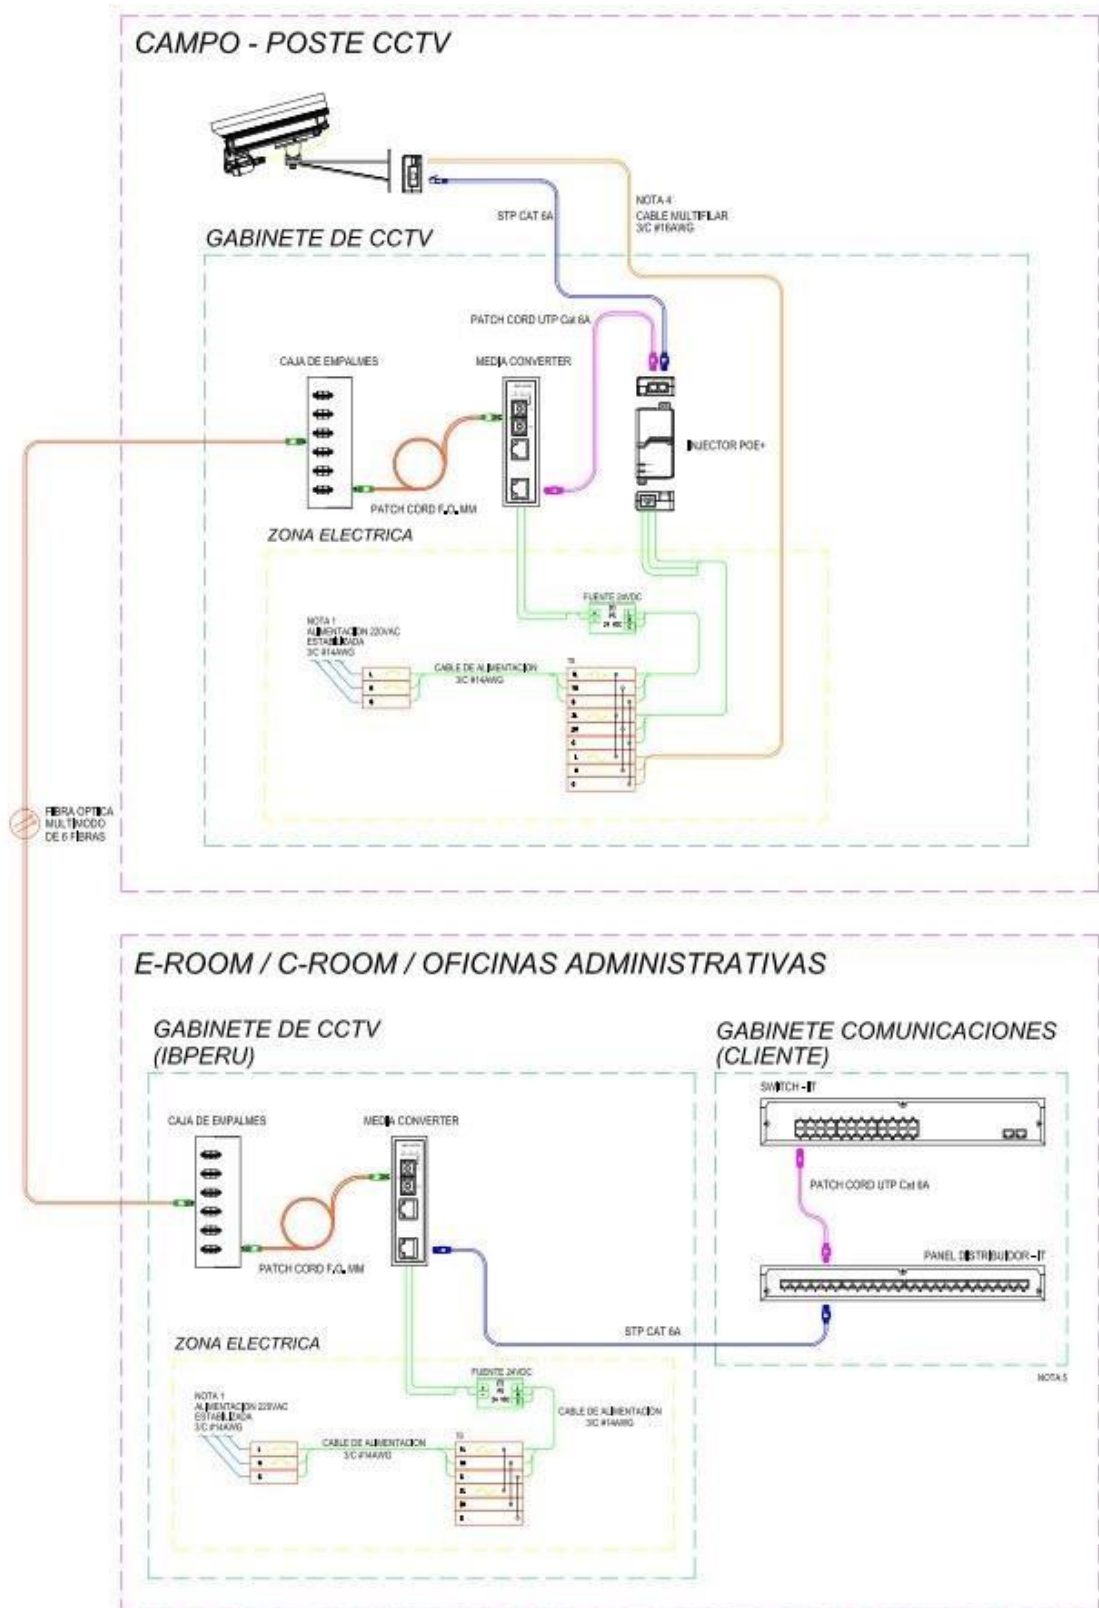 CAMPO - POSTE CCTV
NOTA 4
CABLE MULTIFILAR
3/C #16AWG
STP CAT 6A
GABINETE DE CCTV
PATCH CORD UTP Cat 6A
CAJA DE EMPALMES
MEDIA CONVERTER
INJECTOR POE+
PATCH CORD F.O. MM
ZONA ELECTRICA
FUENTE 24VDC
24 VDC
NOTA 1
ALIMENTACION 220VAC
ESTABILIZADA
3/C #14AWG
CABLE DE ALIMENTACION
3/C #14AWG
FIBRA OPTICA
MULTIMODO
DE 6 FIBRAS
E-ROOM / C-ROOM / OFICINAS ADMINISTRATIVAS
GABINETE DE CCTV
(IBPERU)
GABINETE COMUNICACIONES
(CLIENTE)
SWITCH - IT
CAJA DE EMPALMES
MEDIA CONVERTER
PATCH CORD UTP Cat 6A
PANEL DISTRIBUIDOR - IT
PATCH CORD F.O. MM
STP CAT 6A
ZONA ELECTRICA
NOTA 5
FUENTE 24VDC
24 VDC
NOTA 1
ALIMENTACION 220VAC
ESTABILIZADA
3/C #14AWG
CABLE DE ALIMENTACION
3/C #14AWG
CABLE DE ALIMENTACION
3/C #14AWG